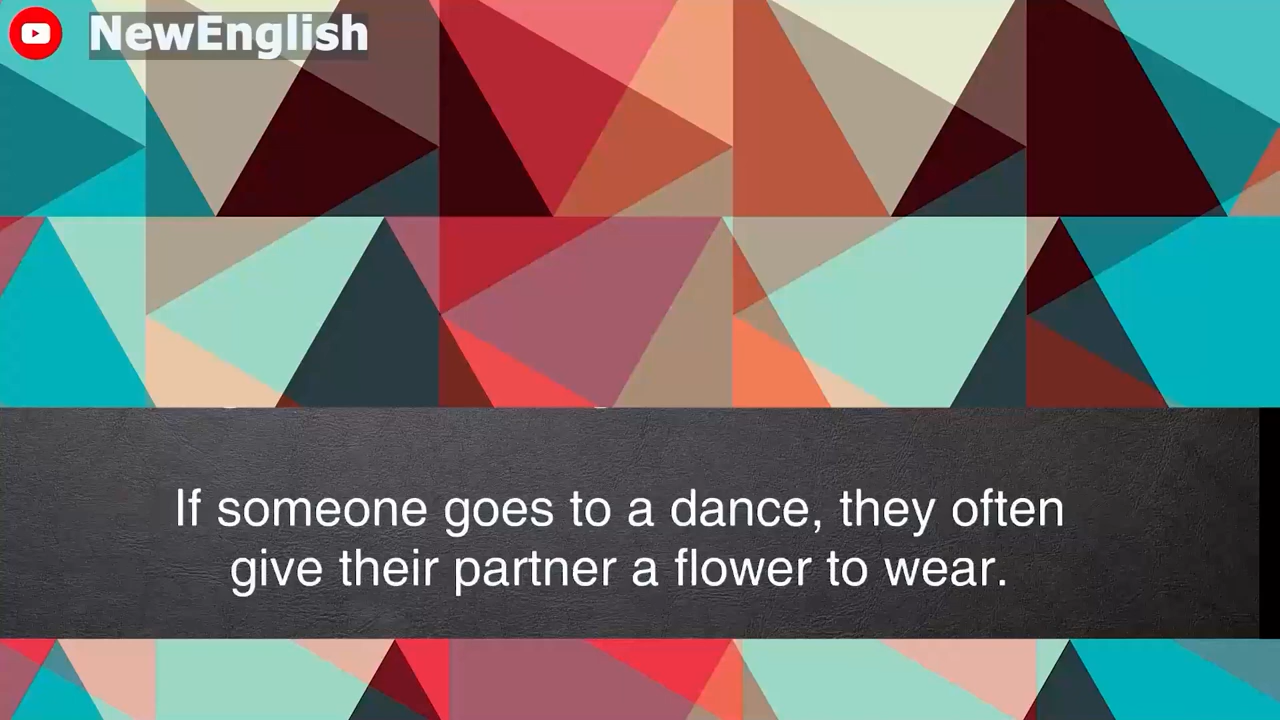 NewEnglish
If someone goes to a dance, they often
give their partner a flower to wear.